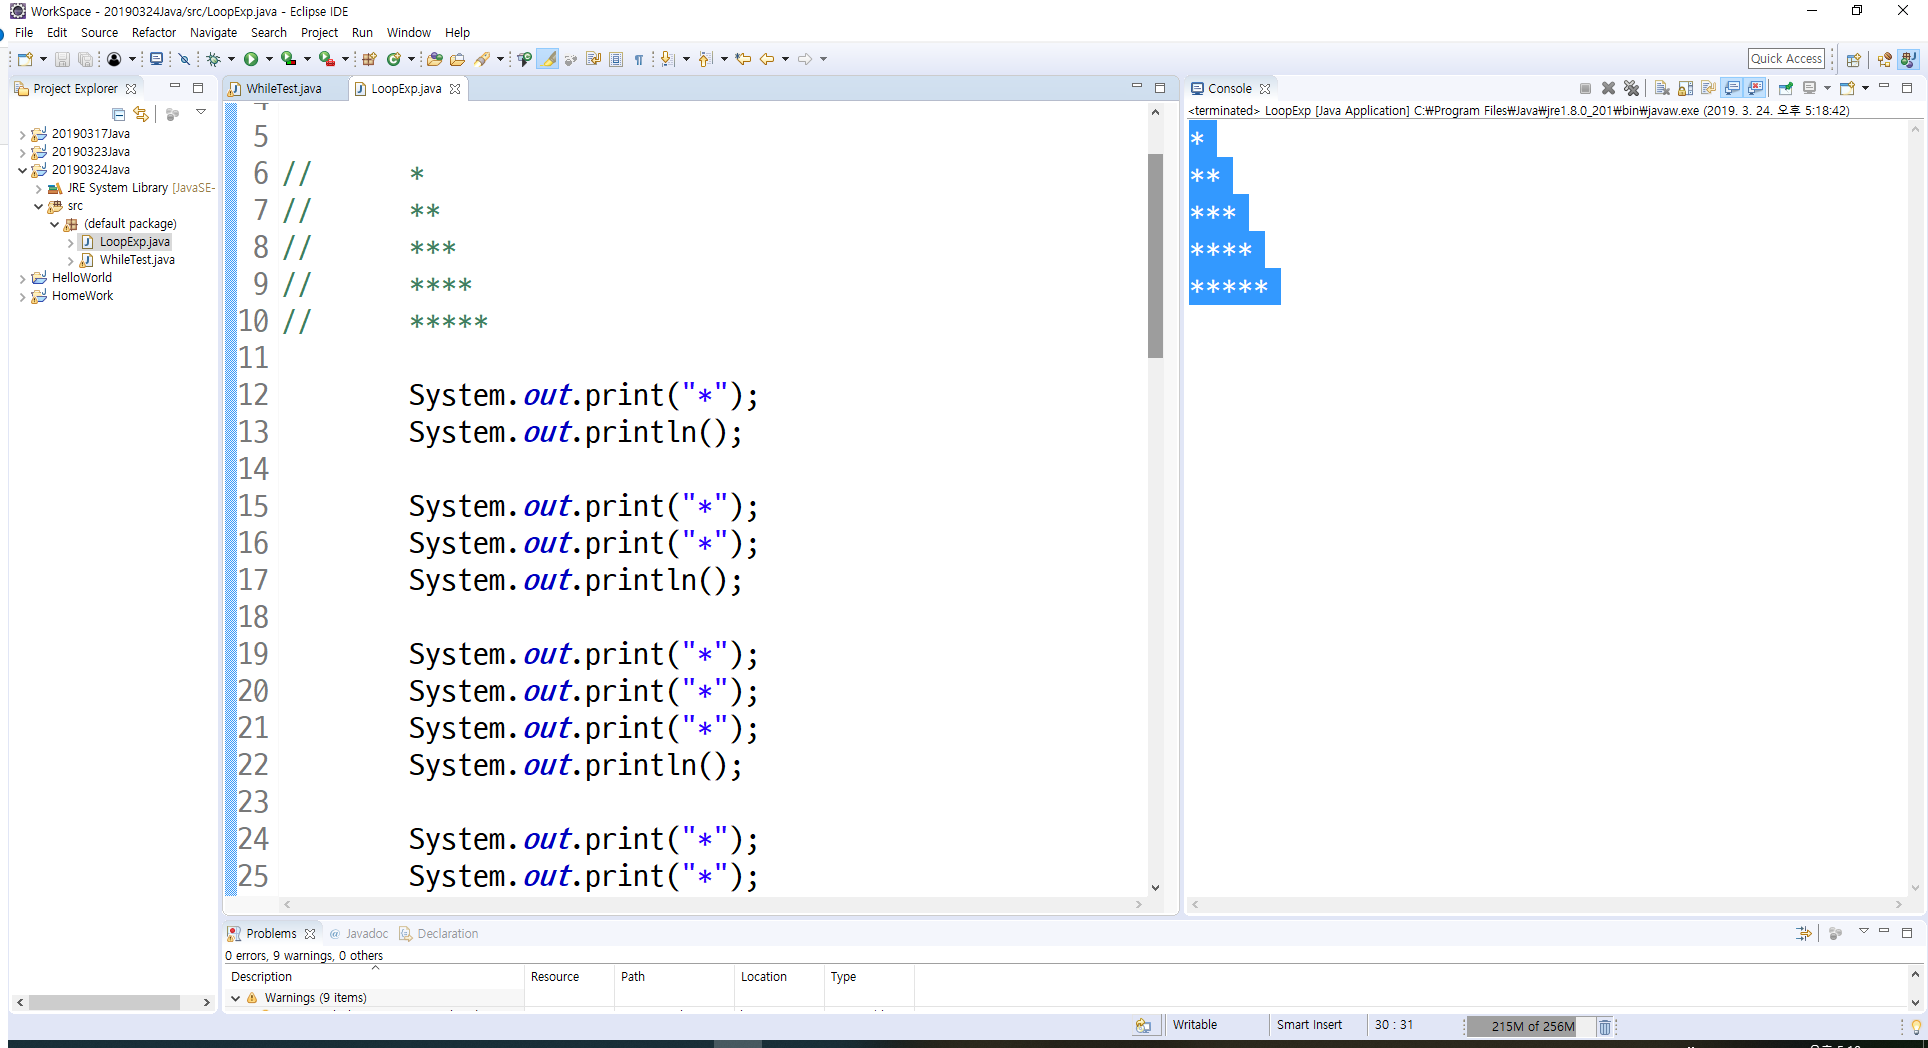 WorkSpace - 20190324Java/src/LoopExp.java - Eclipse IDE
File Edit Source Refactor Navigate Search Project Run Window Help
Quick Access
Project Explorer
20190317Java
20190323Java
20190324Java
JRE System Library [JavaSE-
src
(default package)
LoopExp.java
WhileTest.java
HelloWorld
HomeWork
WhileTest.java LoopExp.java
5
6 // *
7 // **
8 // ***
9 // ****
10 // *****
11
12 System.out.print("*");
13 System.out.println();
14
15 System.out.print("*");
16 System.out.print("*");
17 System.out.println();
18
19 System.out.print("*");
20 System.out.print("*");
21 System.out.print("*");
22 System.out.println();
23
24 System.out.print("*");
25 System.out.print("*");
Console
<terminated> LoopExp [Java Application] C:₩Program Files₩Java₩jre1.8.0_201₩bin₩javaw.exe (2019. 3. 24. 오후 5:18:42)
*
**
***
****
*****
Problems @ Javadoc Declaration
0 errors, 9 warnings, 0 others
Description Resource Path Location Type
Warnings (9 items)
Writable Smart Insert 30 : 31 215M of 256M